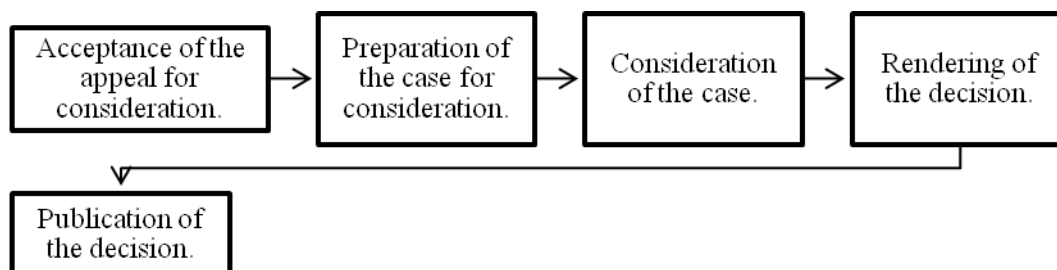 Acceptance of the
appeal for
consideration.
Preparation of
the case for
consideration.
Consideration
of the case.
Rendering of
the decision.
Publication of
the decision.